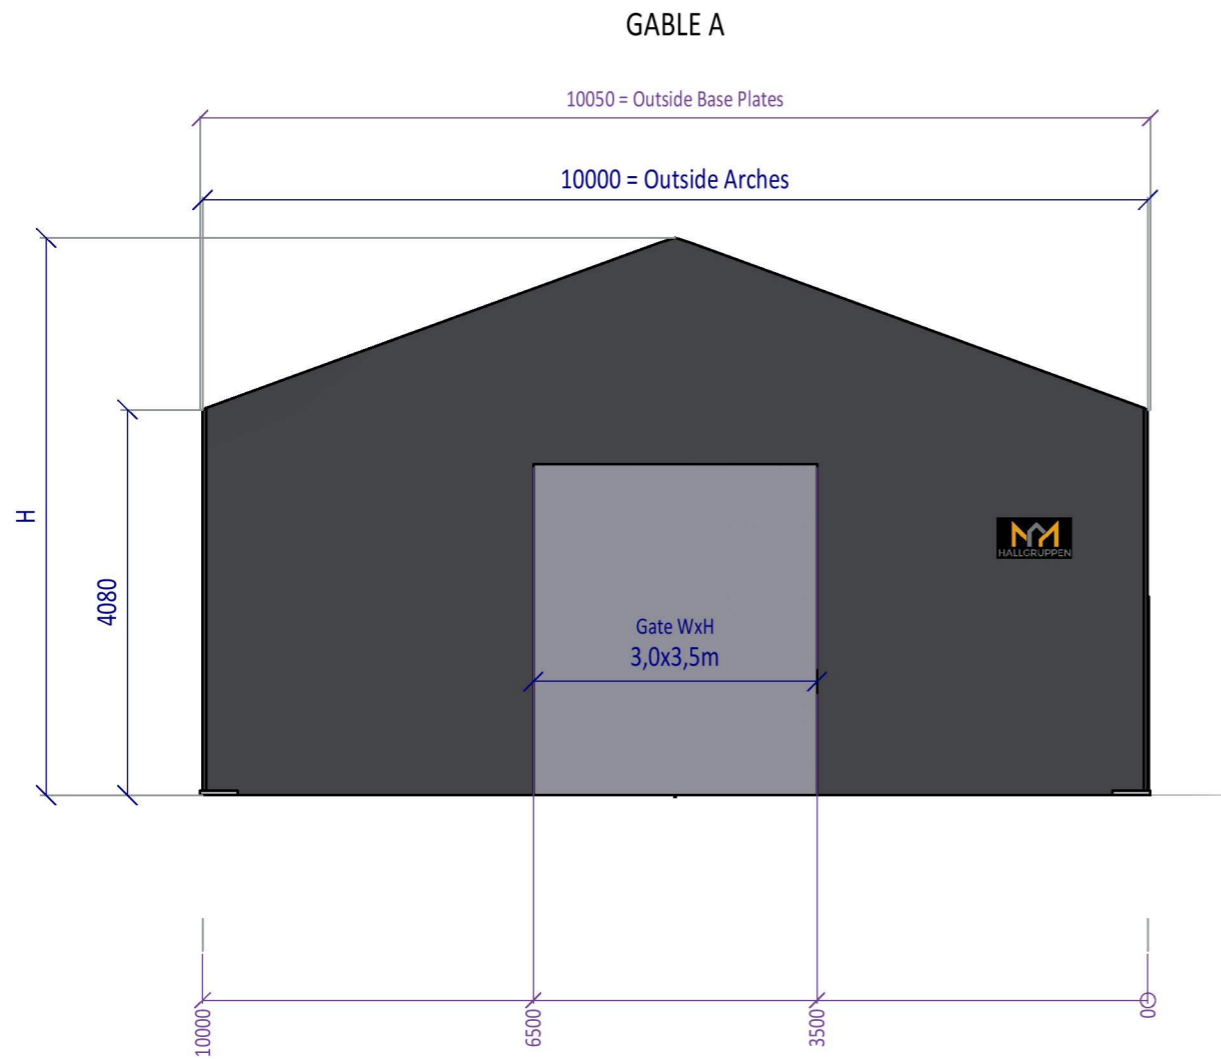 GABLE A
10050 = Outside Base Plates
10000 = Outside Arches
H
4080
HALLGRUPPEN
Gate WxH
3,0x3,5m
10000
6500
3500
0